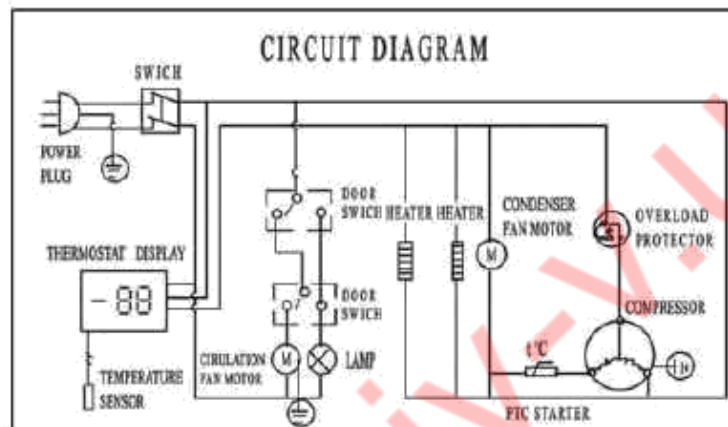 CIRCUIT DIAGRAM
SWICH
POWER
PLUG
DOOR
SWICH
HEATER
HEATER
CONDENSER
FAN MOTOR
M
OVERLOAD
PROTECTOR
THERMOSTAT DISPLAY
-88
DOOR
SWICH
COMPRESSOR
M
CIRULATION
FAN MOTOR
LAMP
t°C
TEMPERATURE
SENSOR
PTC STARTER